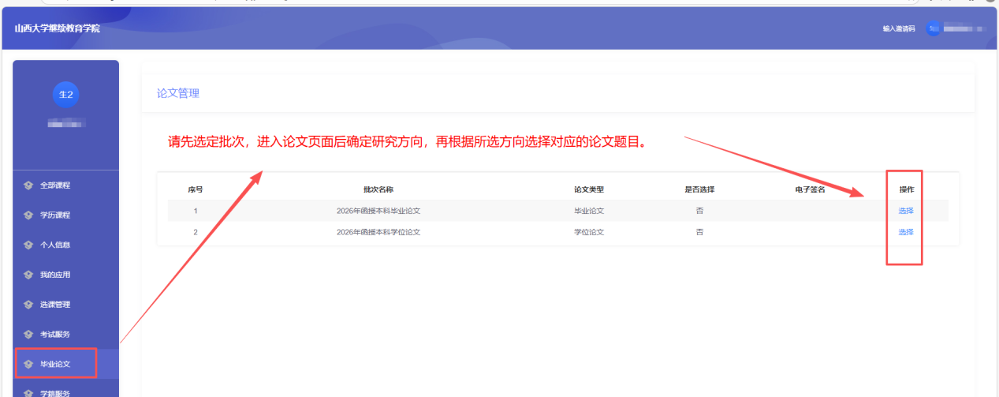 山西大学继续教育学院
输入邀请码
生2
论文管理
请先选定批次，进入论文页面后确定研究方向，再根据所选方向选择对应的论文题目。
序号 批次名称 论文类型 是否选择 电子签名 操作
1 2026年函授本科毕业论文 毕业论文 否 选择
2 2026年函授本科学位论文 学位论文 否 选择
全部课程
学历课程
个人信息
我的应用
选课管理
考试服务
毕业论文
学籍服务